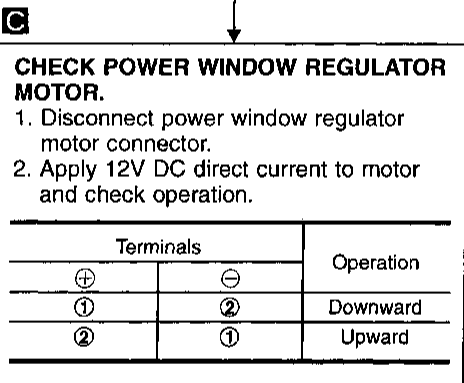 C
CHECK POWER WINDOW REGULATOR
MOTOR.
1. Disconnect power window regulator
motor connector.
2. Apply 12V DC direct current to motor
and check operation.
Terminals
Operation
⊕ ⊖
① ② Downward
② ① Upward